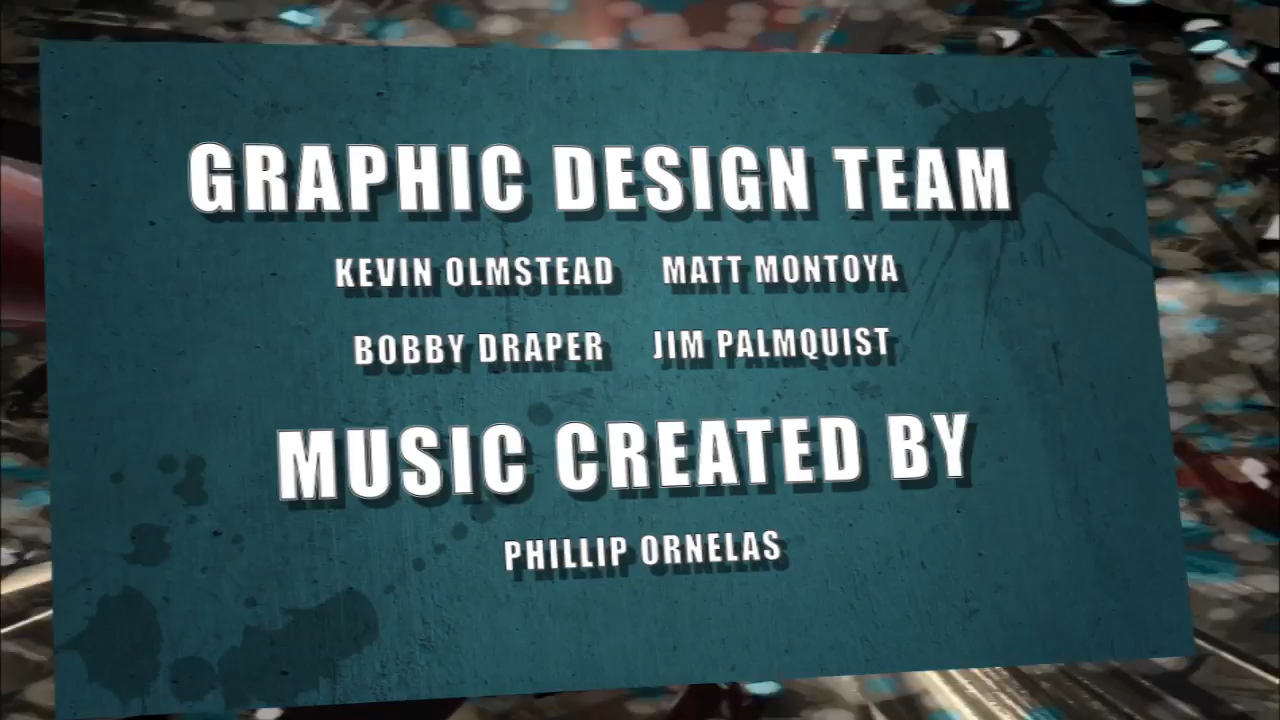 GRAPHIC DESIGN TEAM
KEVIN OLMSTEAD MATT MONTOYA
BOBBY DRAPER JIM PALMQUIST
MUSIC CREATED BY
PHILLIP ORNELAS